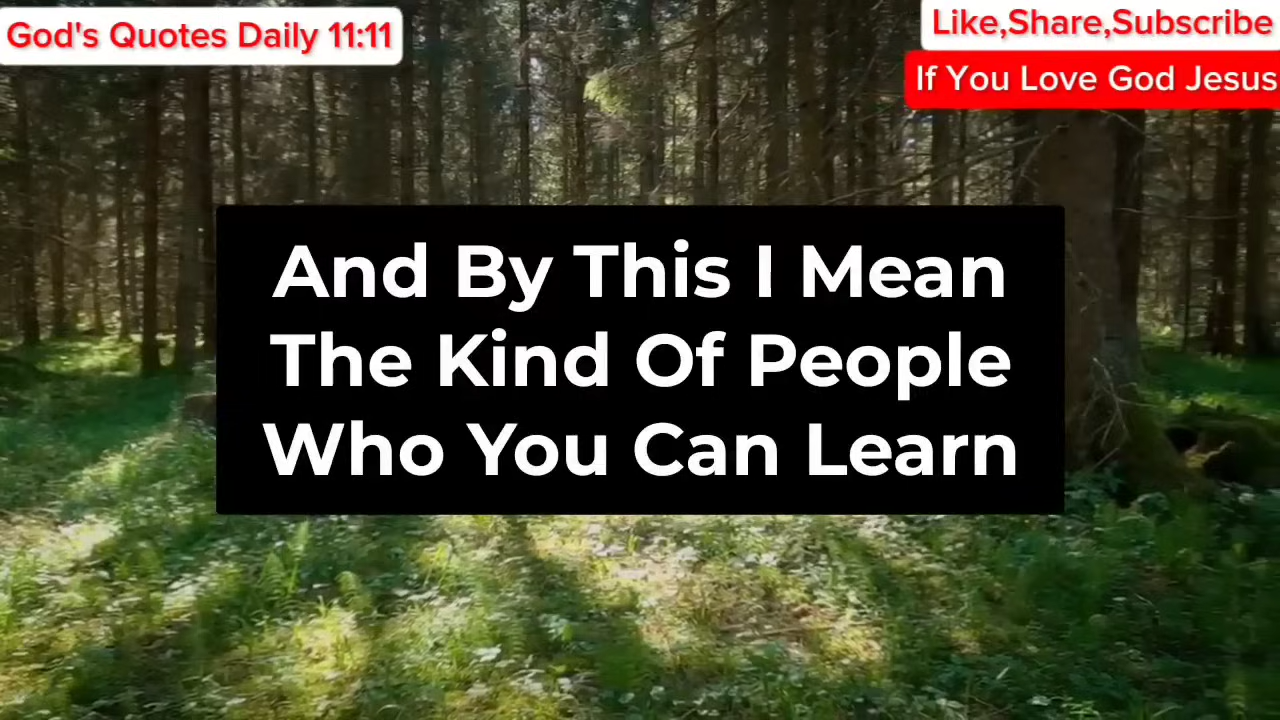 God's Quotes Daily 11:11
Like,Share,Subscribe
If You Love God Jesus
And By This I Mean
The Kind Of People
Who You Can Learn